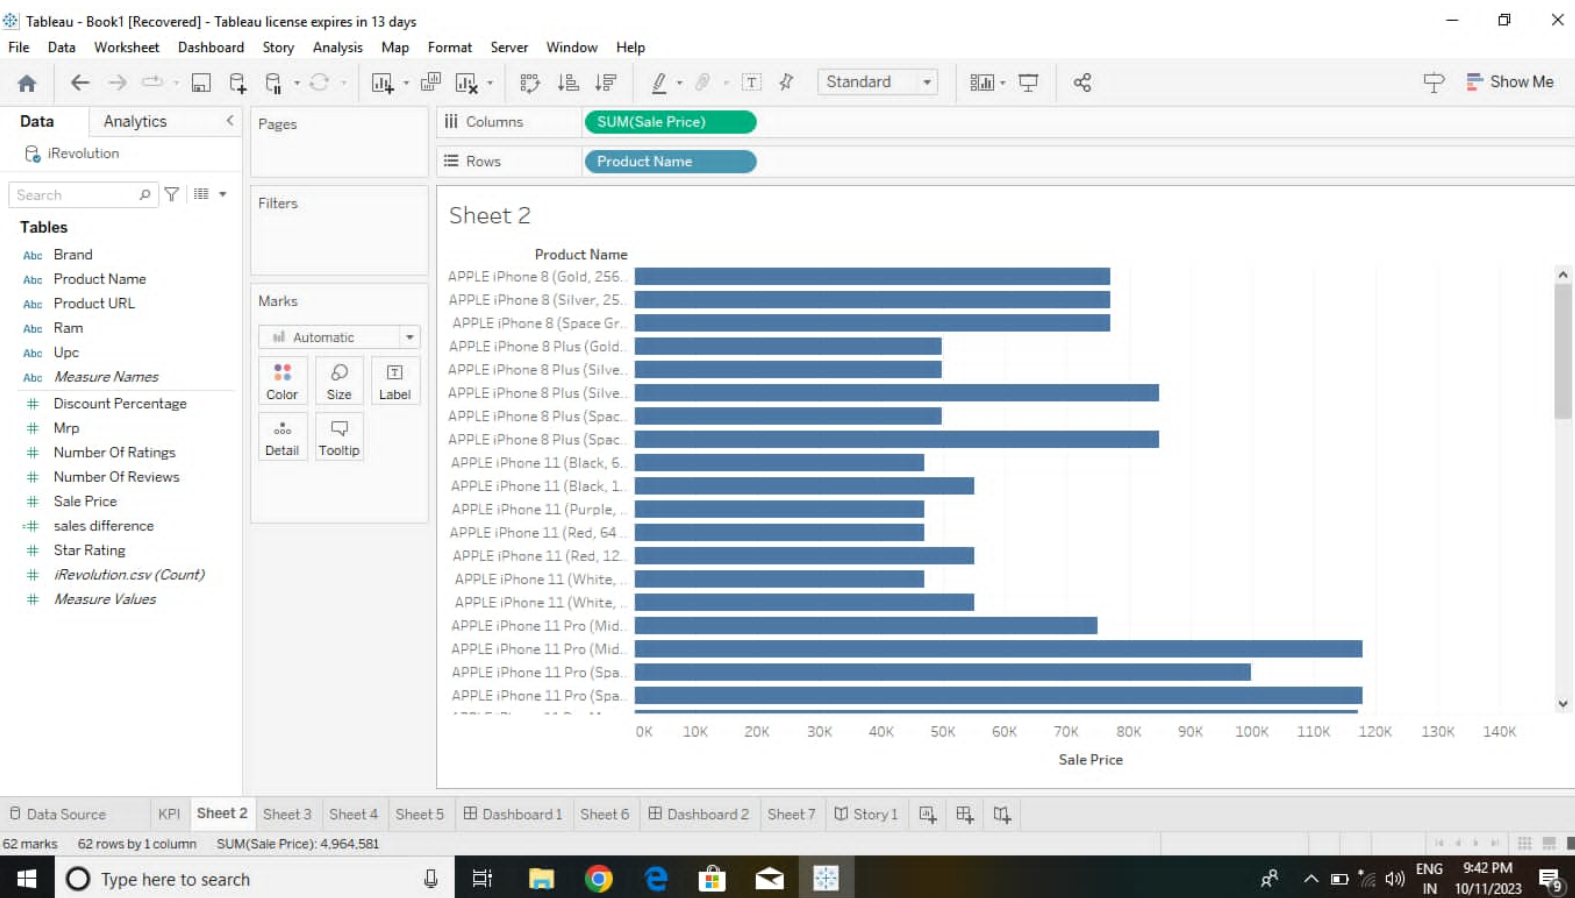 Tableau - Book1 [Recovered] - Tableau license expires in 13 days
File Data Worksheet Dashboard Story Analysis Map Format Server Window Help
Standard
Show Me
Data Analytics
iRevolution
Search
Tables
Abc Brand
Abc Product Name
Abc Product URL
Abc Ram
Abc Upc
Abc Measure Names
# Discount Percentage
# Mrp
# Number Of Ratings
# Number Of Reviews
# Sale Price
=# sales difference
# Star Rating
# iRevolution.csv (Count)
# Measure Values
Pages
Filters
Marks
Automatic
Color Size Label
Detail Tooltip
Columns SUM(Sale Price)
Rows Product Name
Sheet 2
Product Name
APPLE iPhone 8 (Gold, 256..
APPLE iPhone 8 (Silver, 25..
APPLE iPhone 8 (Space Gr..
APPLE iPhone 8 Plus (Gold..
APPLE iPhone 8 Plus (Silve..
APPLE iPhone 8 Plus (Silve..
APPLE iPhone 8 Plus (Spac..
APPLE iPhone 8 Plus (Spac..
APPLE iPhone 11 (Black, 6..
APPLE iPhone 11 (Black, 1..
APPLE iPhone 11 (Purple, ..
APPLE iPhone 11 (Red, 64..
APPLE iPhone 11 (Red, 12..
APPLE iPhone 11 (White, ..
APPLE iPhone 11 (White, ..
APPLE iPhone 11 Pro (Mid..
APPLE iPhone 11 Pro (Mid..
APPLE iPhone 11 Pro (Spa..
APPLE iPhone 11 Pro (Spa..
0K 10K 20K 30K 40K 50K 60K 70K 80K 90K 100K 110K 120K 130K 140K
Sale Price
Data Source KPI Sheet 2 Sheet 3 Sheet 4 Sheet 5 Dashboard 1 Sheet 6 Dashboard 2 Sheet 7 Story 1
62 marks 62 rows by 1 column SUM(Sale Price): 4,964,581
Type here to search
ENG 9:42 PM
IN 10/11/2023 9